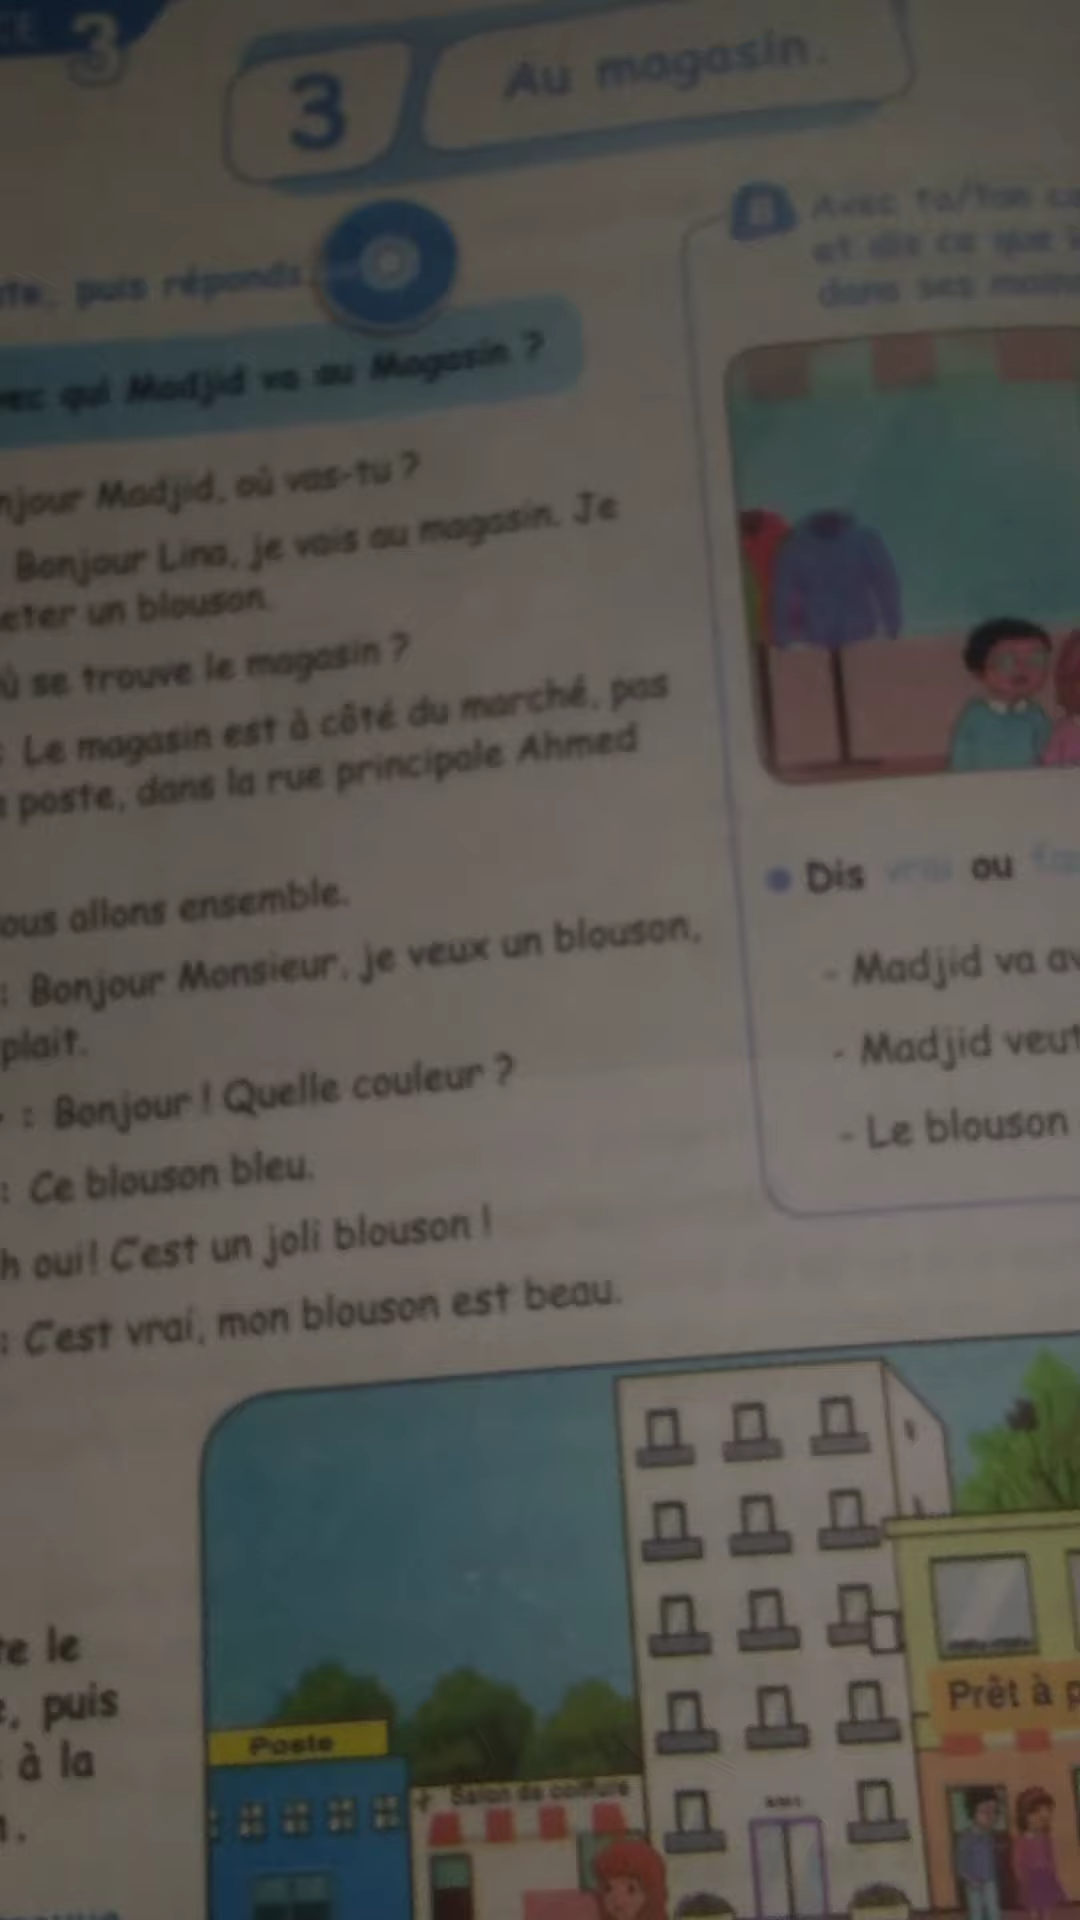 3
3
Au magasin.
puis réponds
qui Madjid va au Magasin ?
njour Madjid, où vas-tu ?
Bonjour Lina, je vais au magasin. Je
eter un blouson.
ù se trouve le magasin ?
: Le magasin est à côté du marché, pas
poste, dans la rue principale Ahmed
ous allons ensemble.
: Bonjour Monsieur, je veux un blouson,
plait.
: Bonjour ! Quelle couleur ?
: Ce blouson bleu.
h oui! C'est un joli blouson !
: C'est vrai, mon blouson est beau.
Avec ta/ton ca
et dis ce que
dans ses mains
Dis vrai ou
- Madjid va av
- Madjid veut
- Le blouson
te le
puis
à la
Poste
Salon de coiffure
Prêt à p